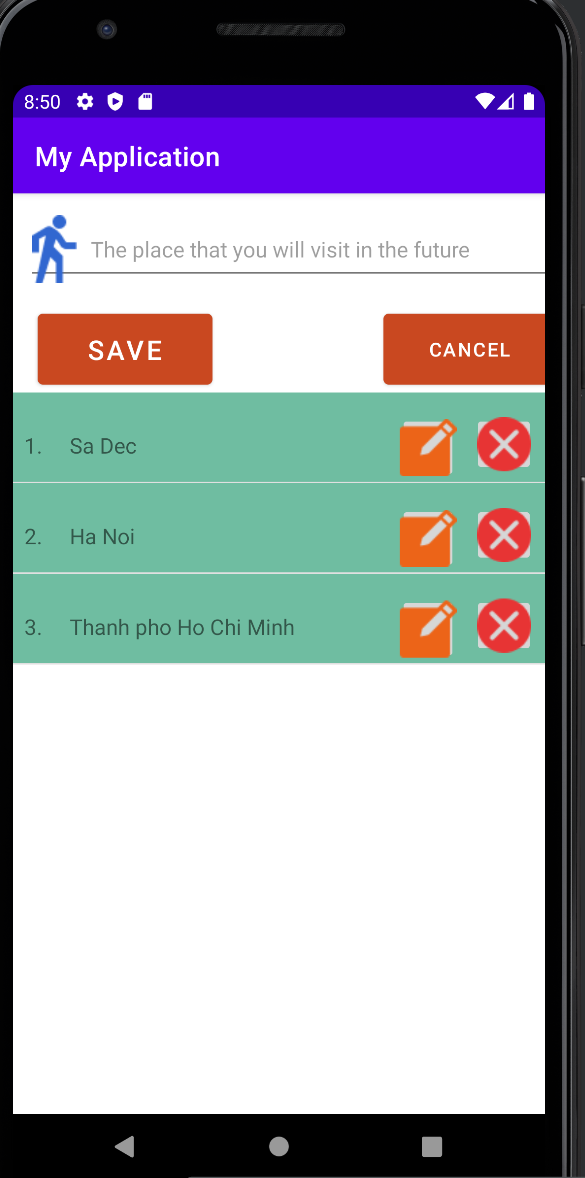 8:50
My Application
The place that you will visit in the future
SAVE CANCEL
1. Sa Dec
2. Ha Noi
3. Thanh pho Ho Chi Minh